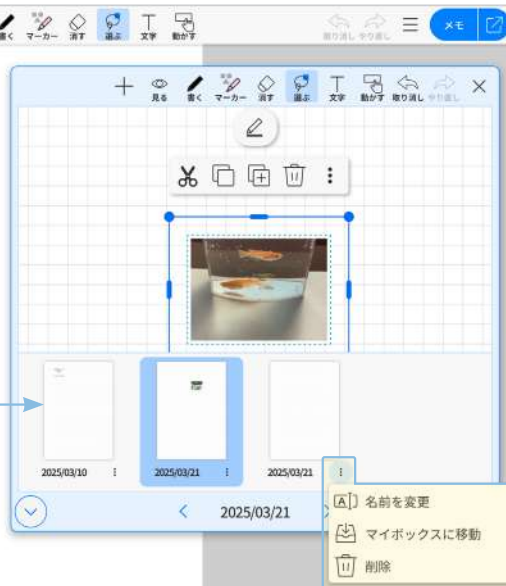 書く マーカー 消す 選ぶ 文字 動かす 取り消し やり直し メモ
見る 書く マーカー 消す 選ぶ 文字 動かす 取り消し やり直し
2025/03/10 2025/03/21 2025/03/21
2025/03/21
名前を変更
マイボックスに移動
削除